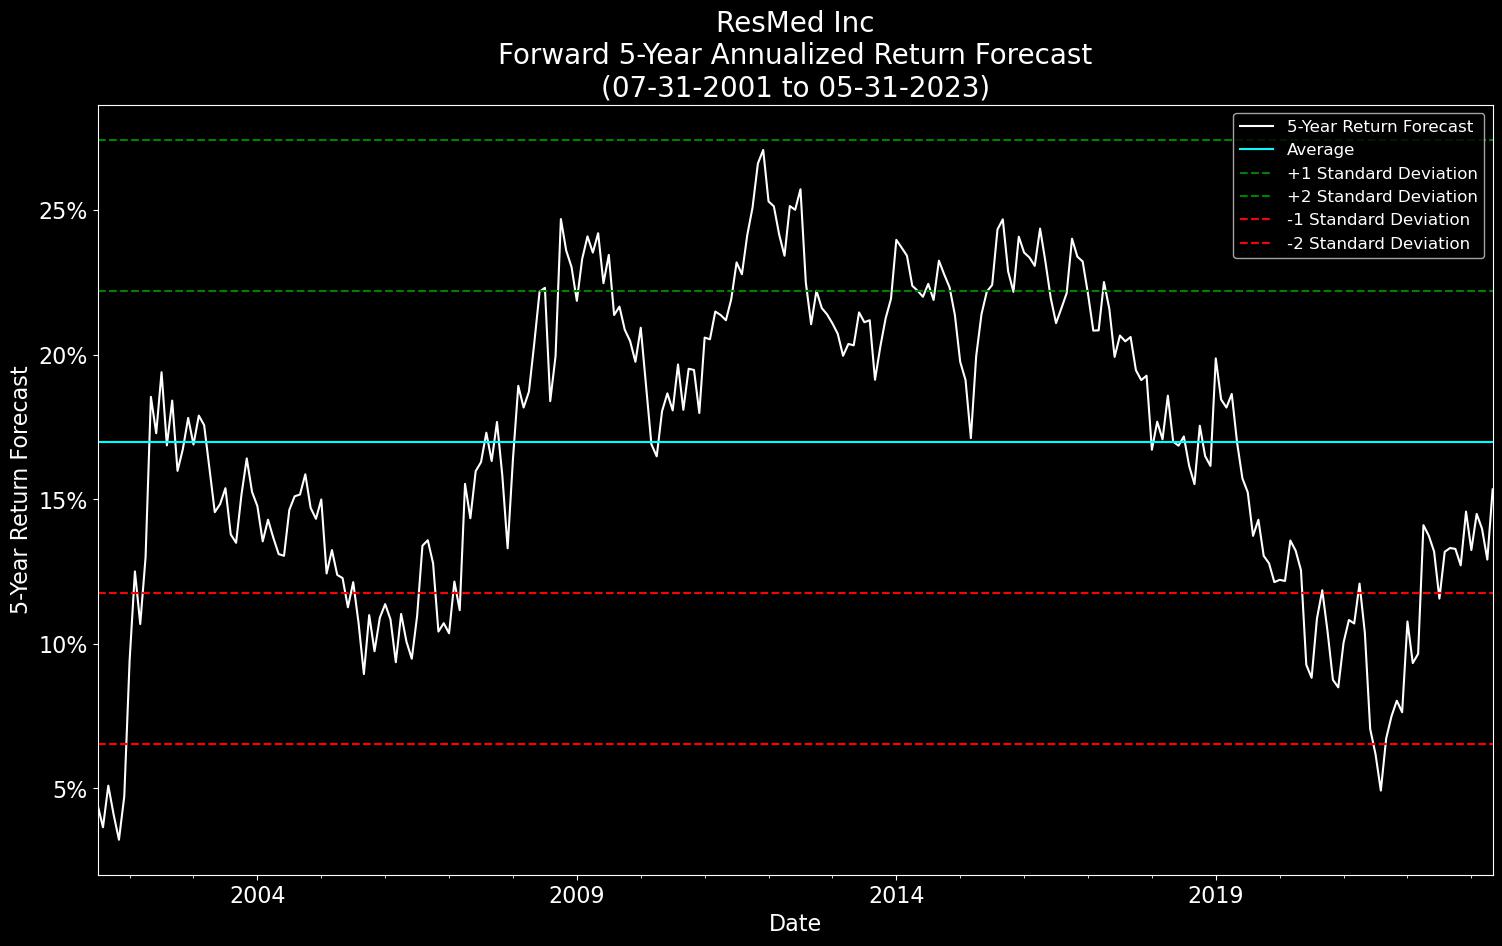 ResMed Inc
Forward 5-Year Annualized Return Forecast
(07-31-2001 to 05-31-2023)
5-Year Return Forecast
Average
+1 Standard Deviation
+2 Standard Deviation
-1 Standard Deviation
-2 Standard Deviation
5-Year Return Forecast
25%
20%
15%
10%
5%
2004
2009
2014
2019
Date